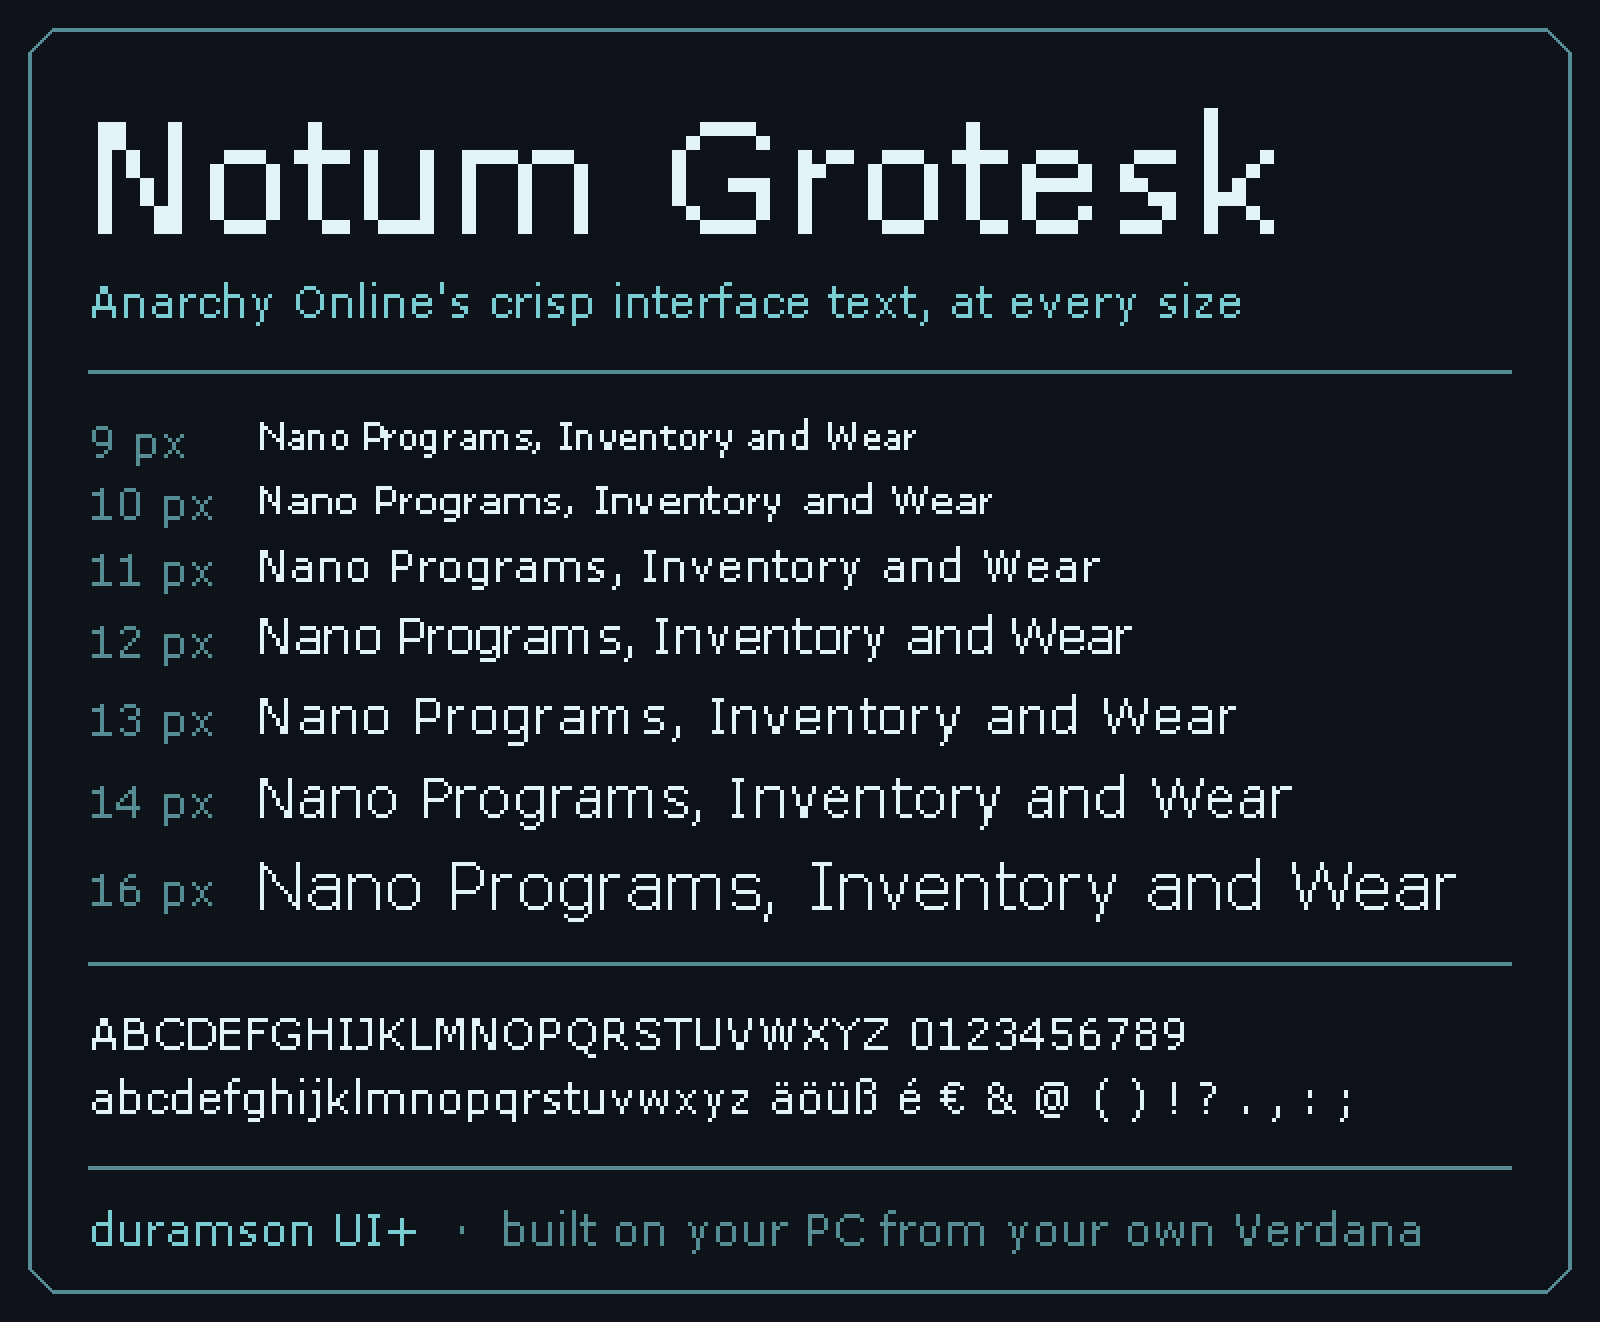 Notum Grotesk
Anarchy Online's crisp interface text, at every size
9 px Nano Programs, Inventory and Wear
10 px Nano Programs, Inventory and Wear
11 px Nano Programs, Inventory and Wear
12 px Nano Programs, Inventory and Wear
13 px Nano Programs, Inventory and Wear
14 px Nano Programs, Inventory and Wear
16 px Nano Programs, Inventory and Wear
ABCDEFGHIJKLMNOPQRSTUVWXYZ 0123456789
abcdefghijklmnopqrstuvwxyz äöüß é € & @ ( ) ! ? . , : ;
duramson UI+ · built on your PC from your own Verdana